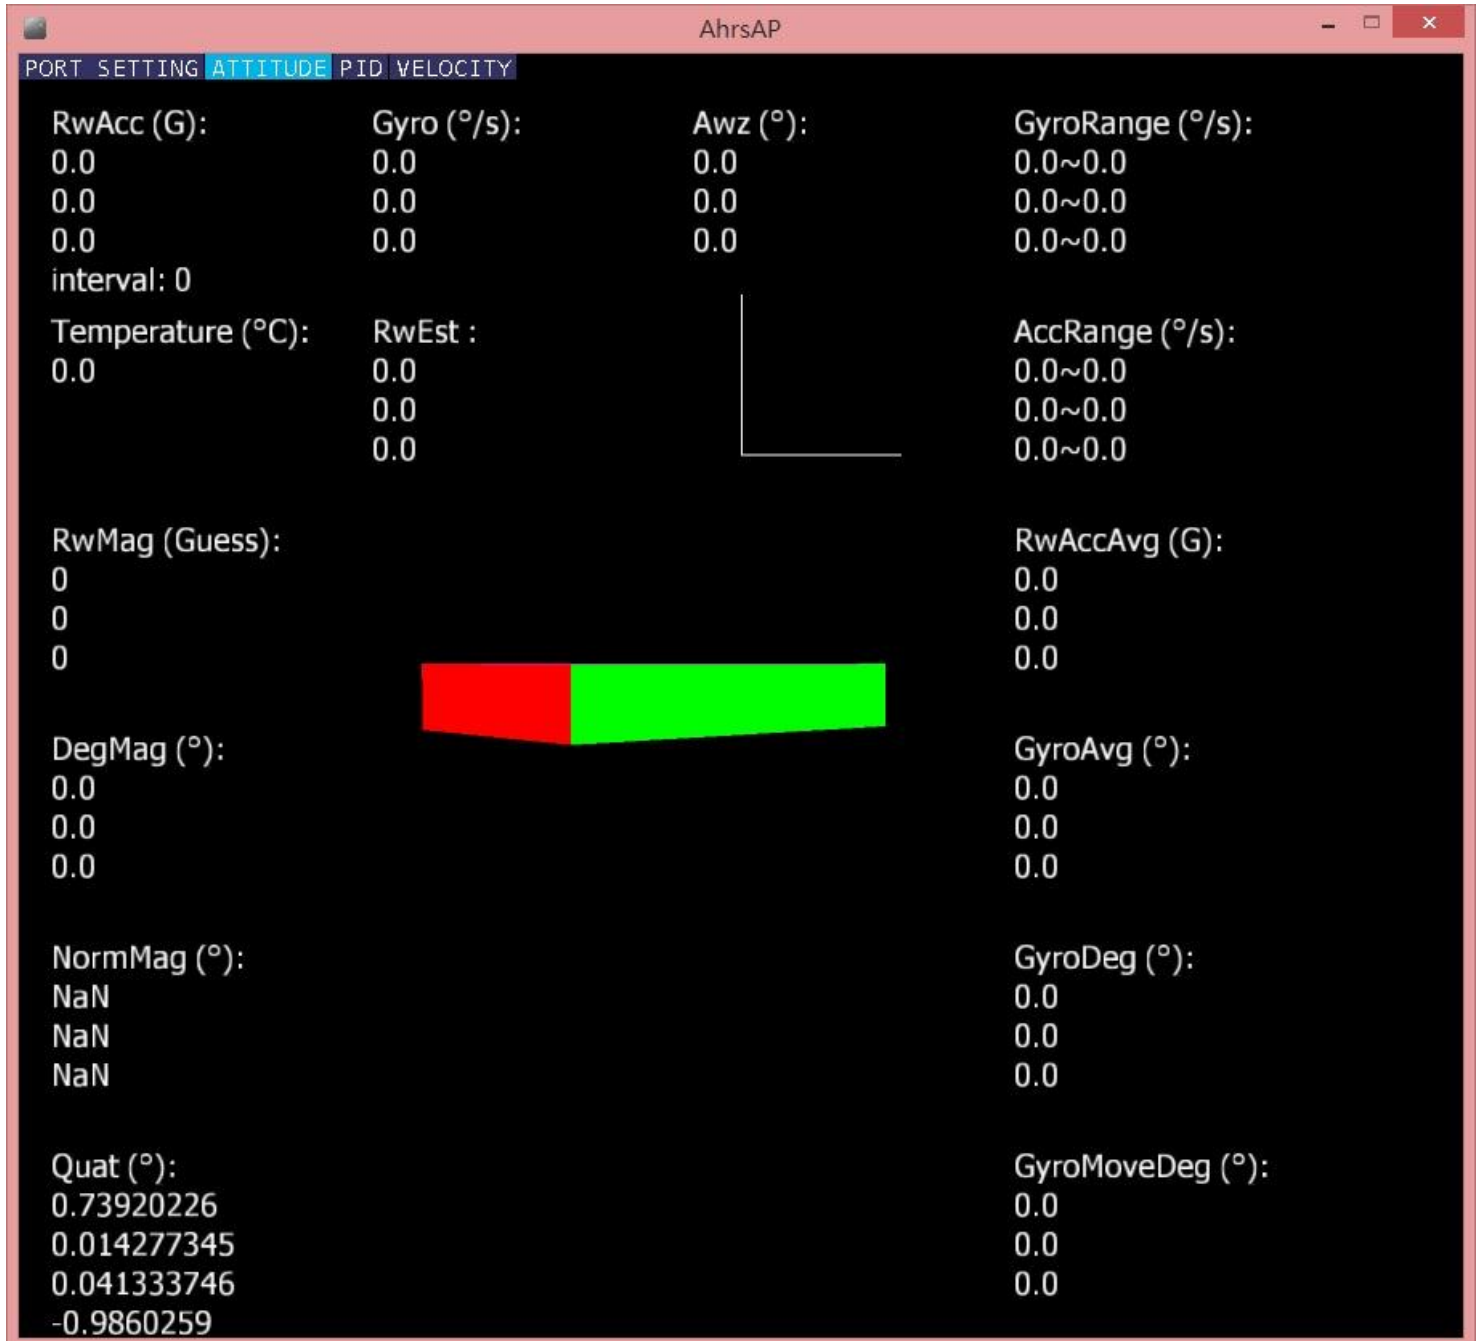 AhrsAP
PORT SETTING ATTITUDE PID VELOCITY
RwAcc (G):
0.0
0.0
0.0
interval: 0
Gyro (°/s):
0.0
0.0
0.0
Awz (°):
0.0
0.0
0.0
GyroRange (°/s):
0.0~0.0
0.0~0.0
0.0~0.0
Temperature (°C):
0.0
RwEst :
0.0
0.0
0.0
AccRange (°/s):
0.0~0.0
0.0~0.0
0.0~0.0
RwMag (Guess):
0
0
0
RwAccAvg (G):
0.0
0.0
0.0
DegMag (°):
0.0
0.0
0.0
GyroAvg (°):
0.0
0.0
0.0
NormMag (°):
NaN
NaN
NaN
GyroDeg (°):
0.0
0.0
0.0
Quat (°):
0.73920226
0.014277345
0.041333746
-0.9860259
GyroMoveDeg (°):
0.0
0.0
0.0